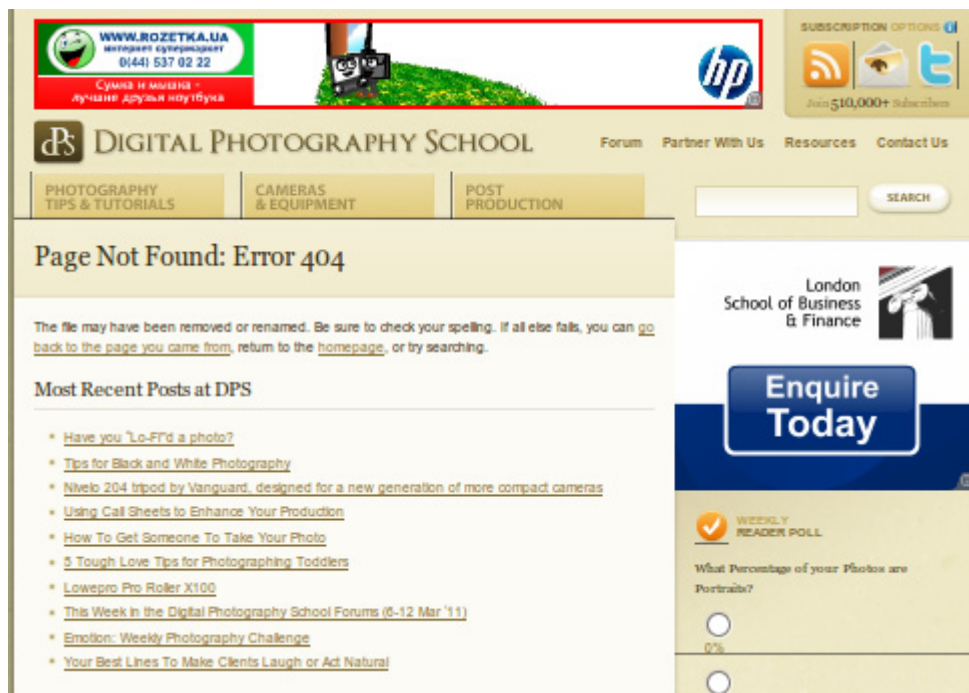 WWW.ROZETKA.UA
интернет супермаркет
0(44) 537 02 22
Сумка и мышка -
лучшие друзья ноутбука
hp
SUBSCRIPTION OPTIONS
Join 510,000+ Subscribers
dPS DIGITAL PHOTOGRAPHY SCHOOL
Forum Partner With Us Resources Contact Us
PHOTOGRAPHY
TIPS & TUTORIALS
CAMERAS
& EQUIPMENT
POST
PRODUCTION
SEARCH
Page Not Found: Error 404
The file may have been removed or renamed. Be sure to check your spelling. If all else fails, you can go
back to the page you came from, return to the homepage, or try searching.
Most Recent Posts at DPS
Have you "Lo-Fi"d a photo?
Tips for Black and White Photography
Nivelo 204 tripod by Vanguard, designed for a new generation of more compact cameras
Using Call Sheets to Enhance Your Production
How To Get Someone To Take Your Photo
5 Tough Love Tips for Photographing Toddlers
Lowepro Pro Roller X100
This Week in the Digital Photography School Forums (6-12 Mar '11)
Emotion: Weekly Photography Challenge
Your Best Lines To Make Clients Laugh or Act Natural
London
School of Business
& Finance
Enquire
Today
WEEKLY
READER POLL
What Percentage of your Photos are
Portraits?
0%